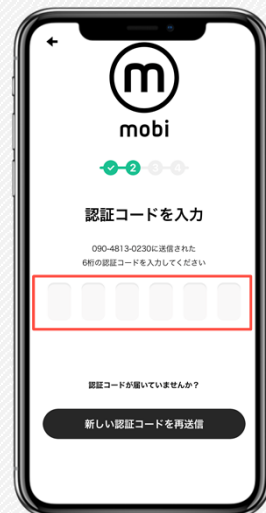 m
mobi
2
3
4
認証コードを入力
090-4813-0230に送信された
6桁の認証コードを入力してください
認証コードが届いていませんか？
新しい認証コードを再送信